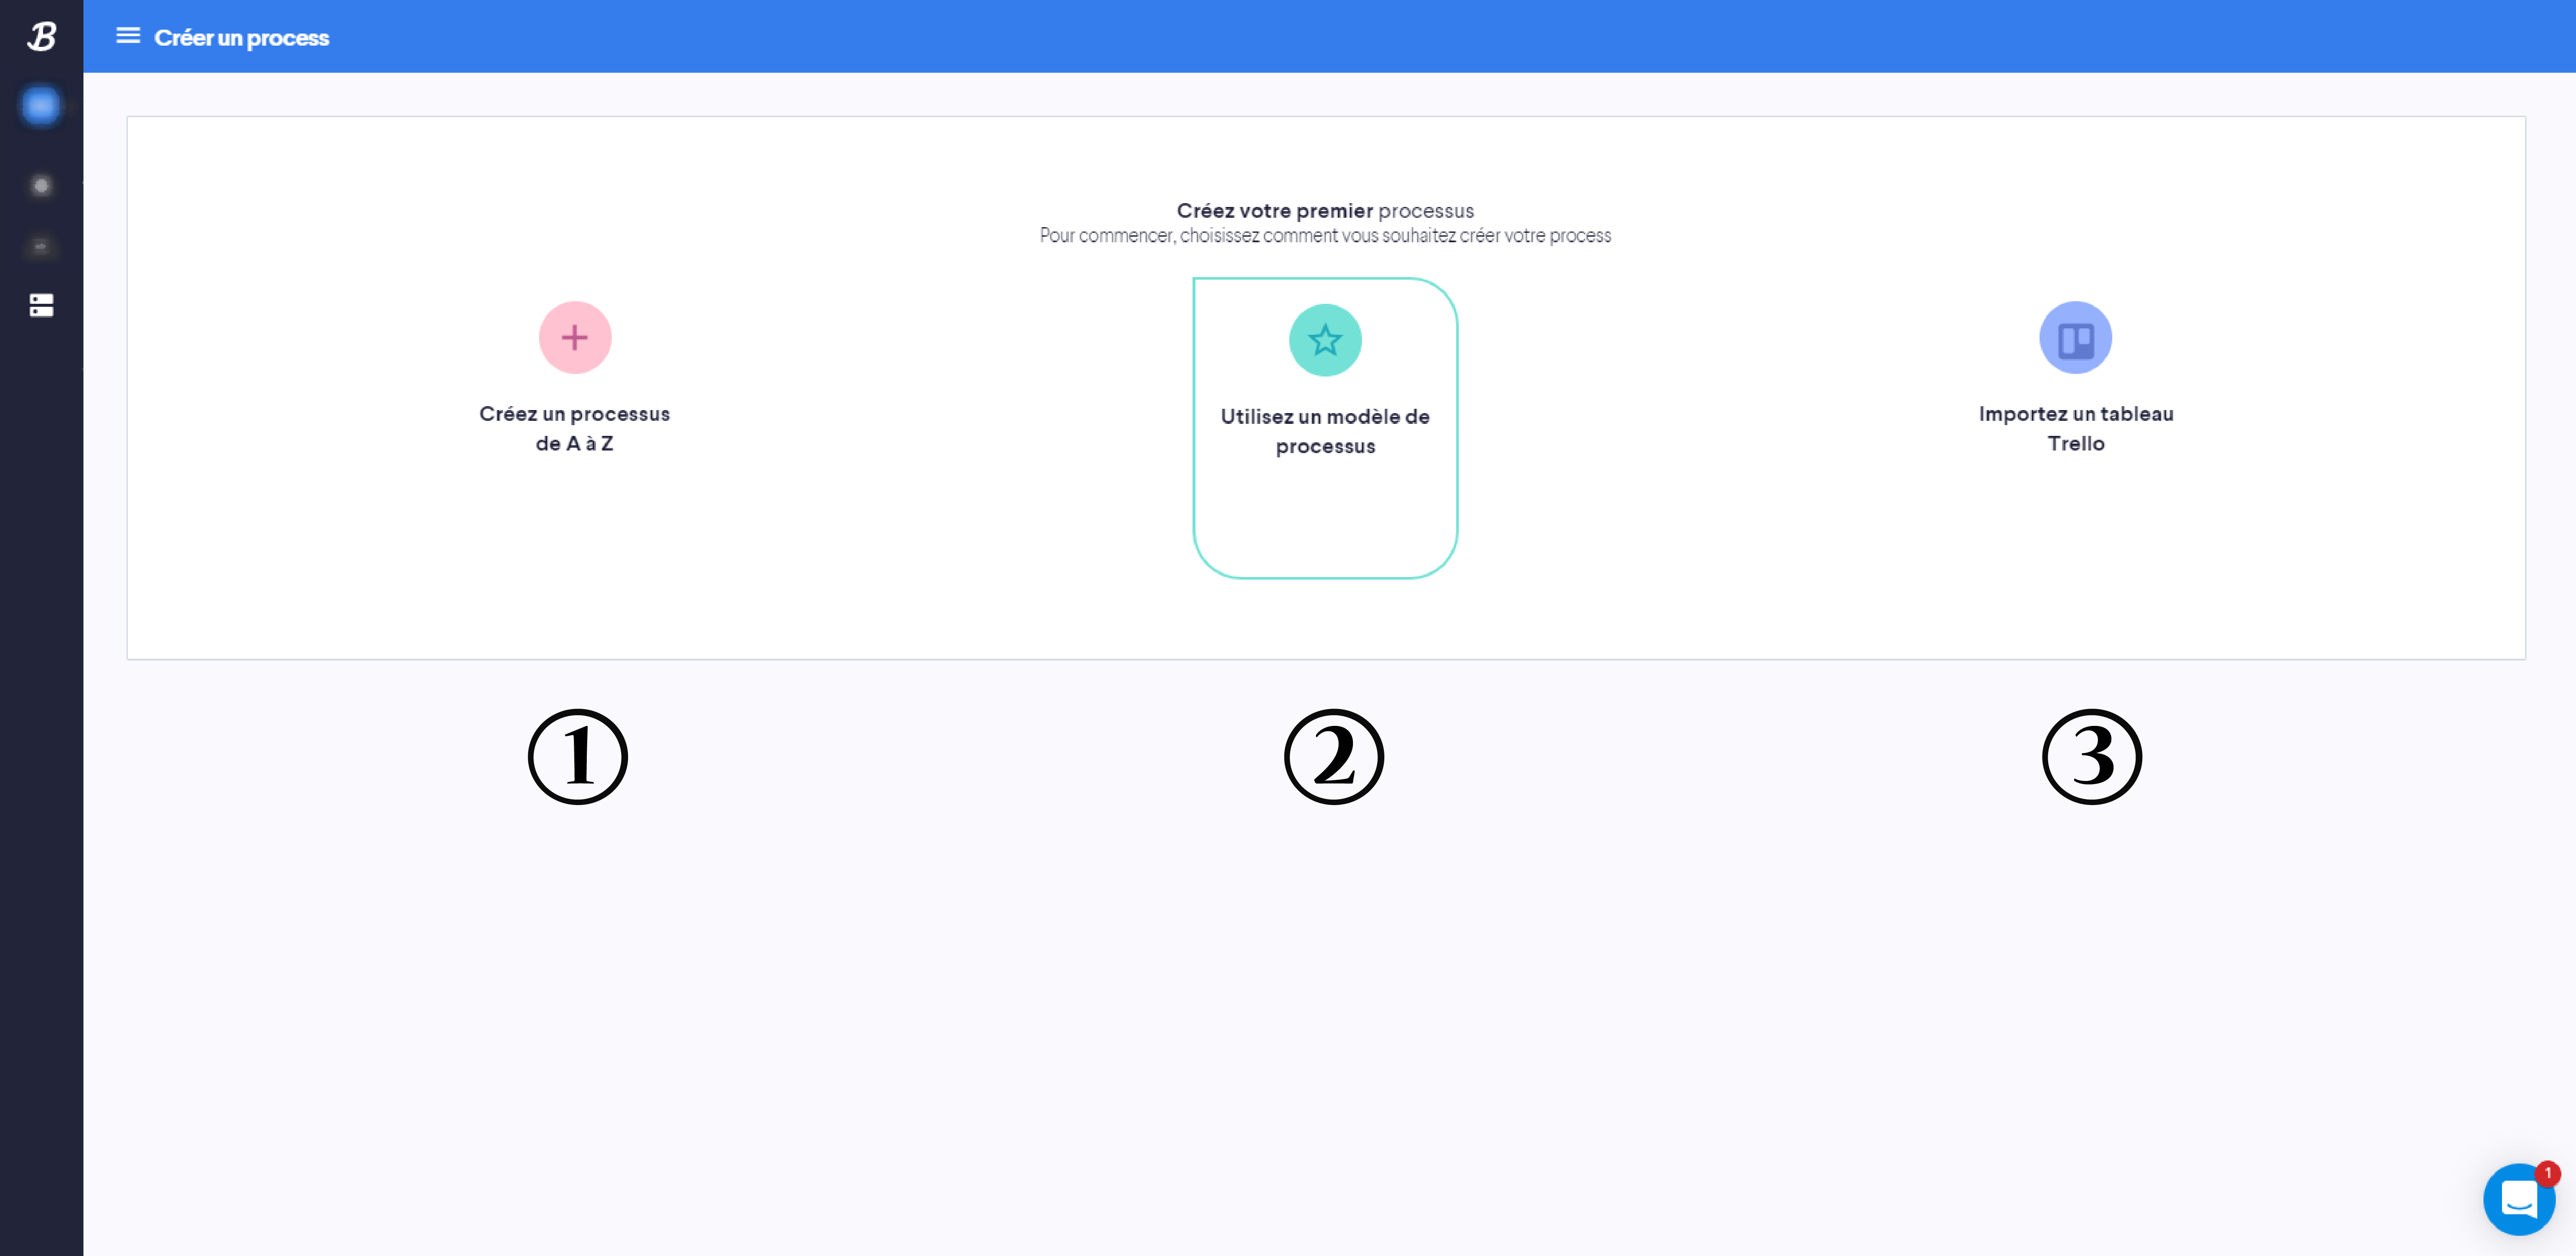 B
Créer un process
Créez votre premier processus
Pour commencer, choisissez comment vous souhaitez créer votre process
Créez un processus
de A à Z
Utilisez un modèle de
processus
Importez un tableau
Trello
1
2
3
1